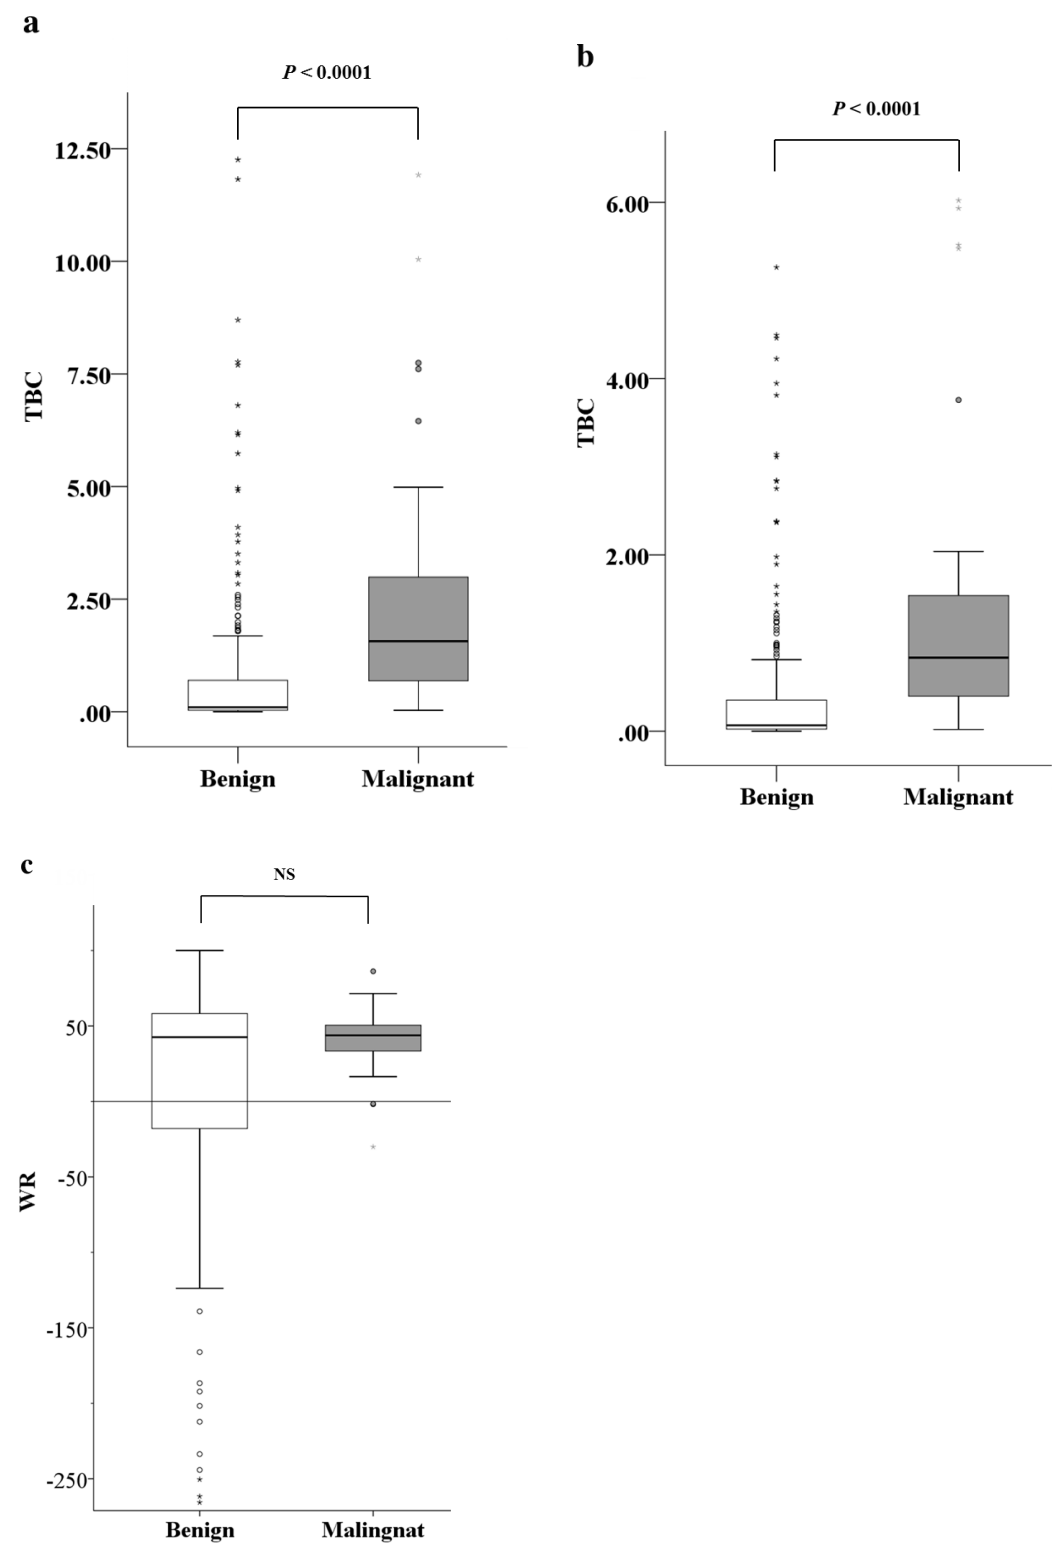 a
P < 0.0001
12.50
10.00
7.50
5.00
2.50
.00
TBC
Benign Malignant
b
P < 0.0001
6.00
4.00
2.00
.00
TBC
Benign Malignant
c
NS
50
-50
-150
-250
WR
Benign Malingnat